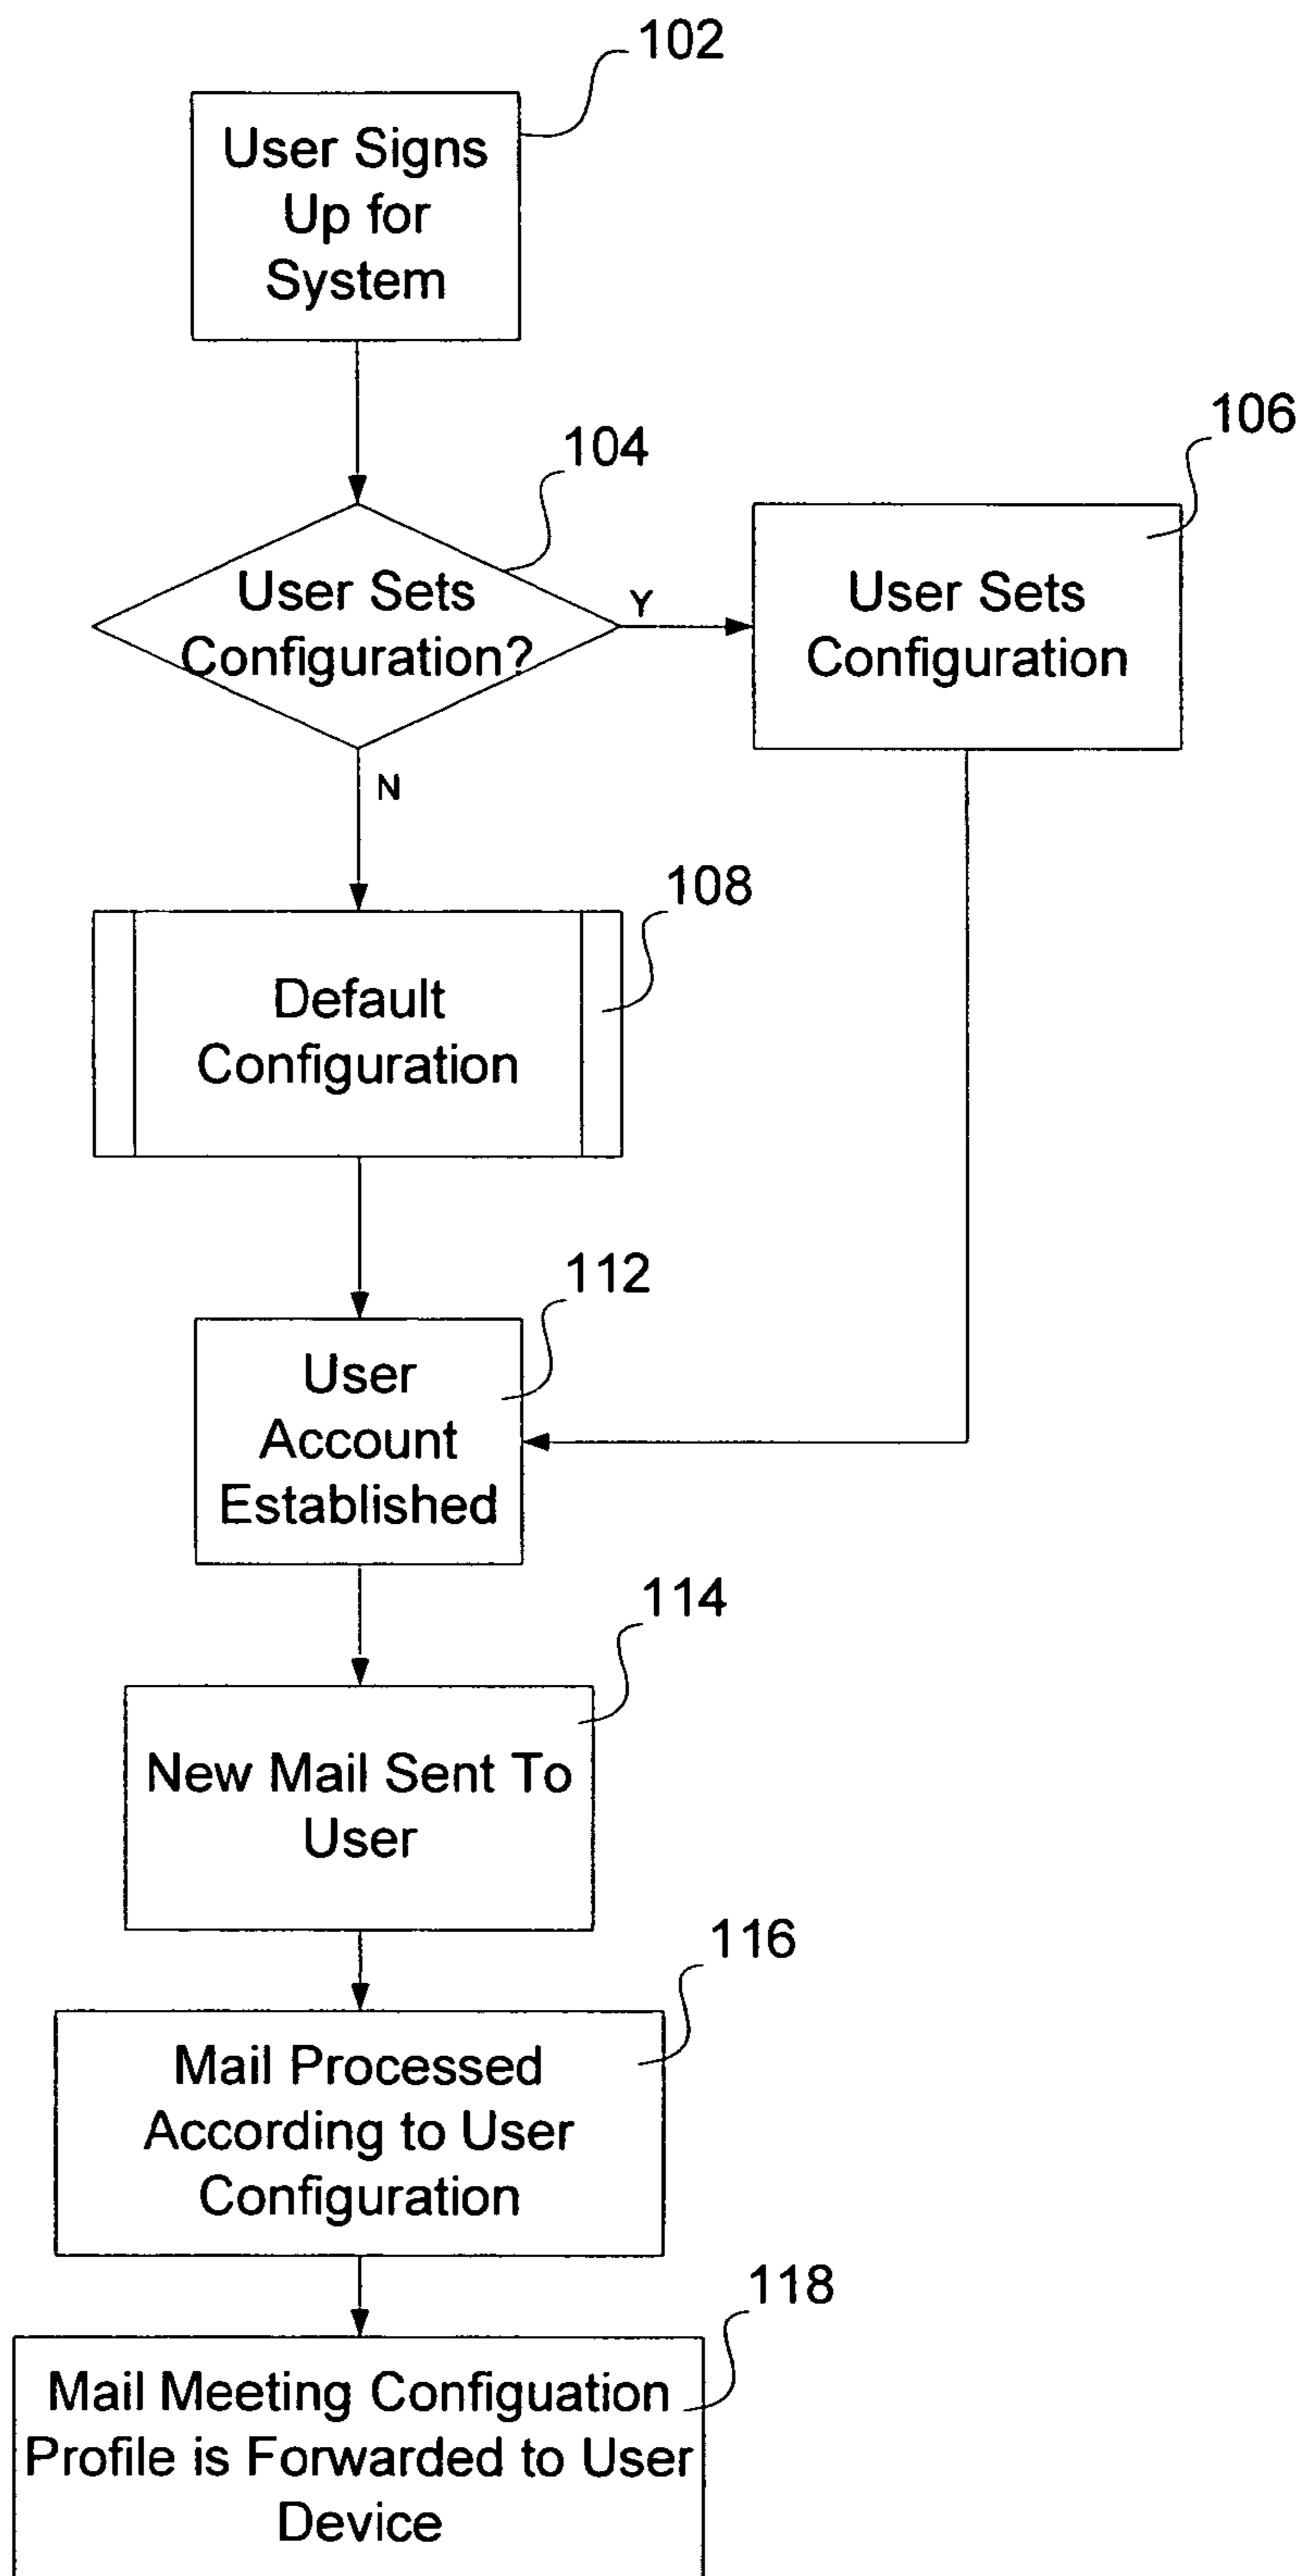 102
User Signs
Up for
System
104
User Sets
Configuration?
Y
N
106
User Sets
Configuration
108
Default
Configuration
112
User
Account
Established
114
New Mail Sent To
User
116
Mail Processed
According to User
Configuration
118
Mail Meeting Configuation
Profile is Forwarded to User
Device